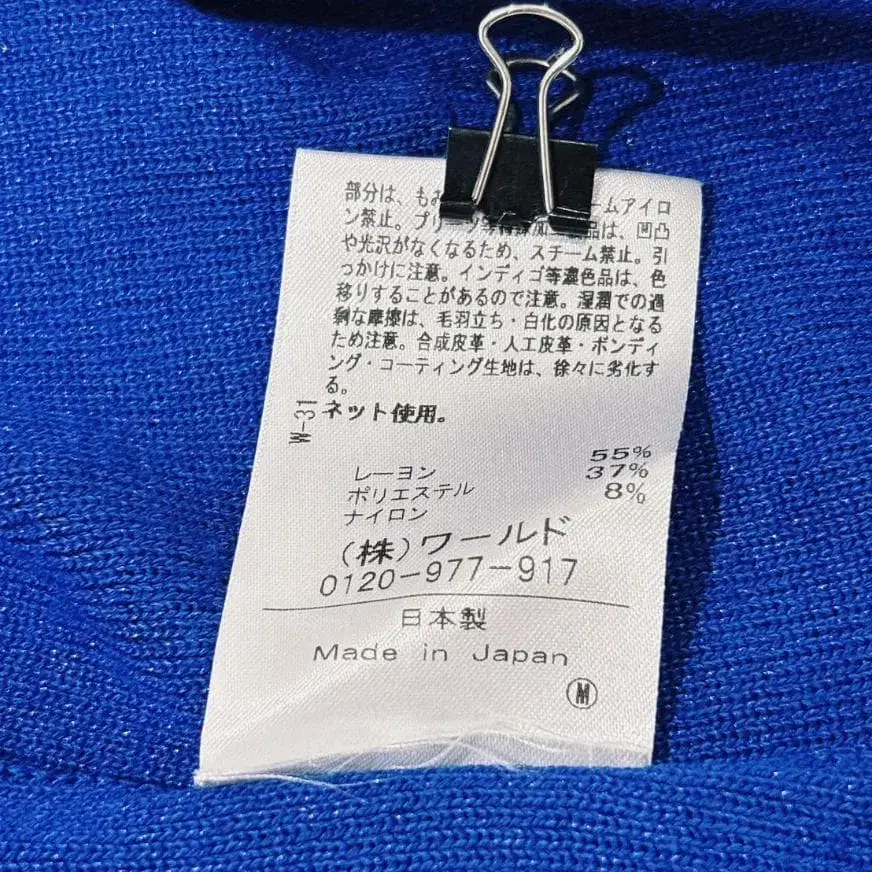 部分は、もみ ームアイロ
ン禁止。プリーツ等特殊加 品は、凹凸
や光沢がなくなるため、スチーム禁止。引
っかけに注意。インディゴ等濃色品は、色
移りすることがあるので注意。湿潤での過
剰な摩擦は、毛羽立ち・白化の原因となる
ため注意。合成皮革・人工皮革・ボンディ
ング・コーティング生地は、徐々に劣化す
る。
W-31
ネット使用。
レーヨン 55%
ポリエステル 37%
ナイロン 8%
(株)ワールド
0120-977-917
日本製
Made in Japan
M